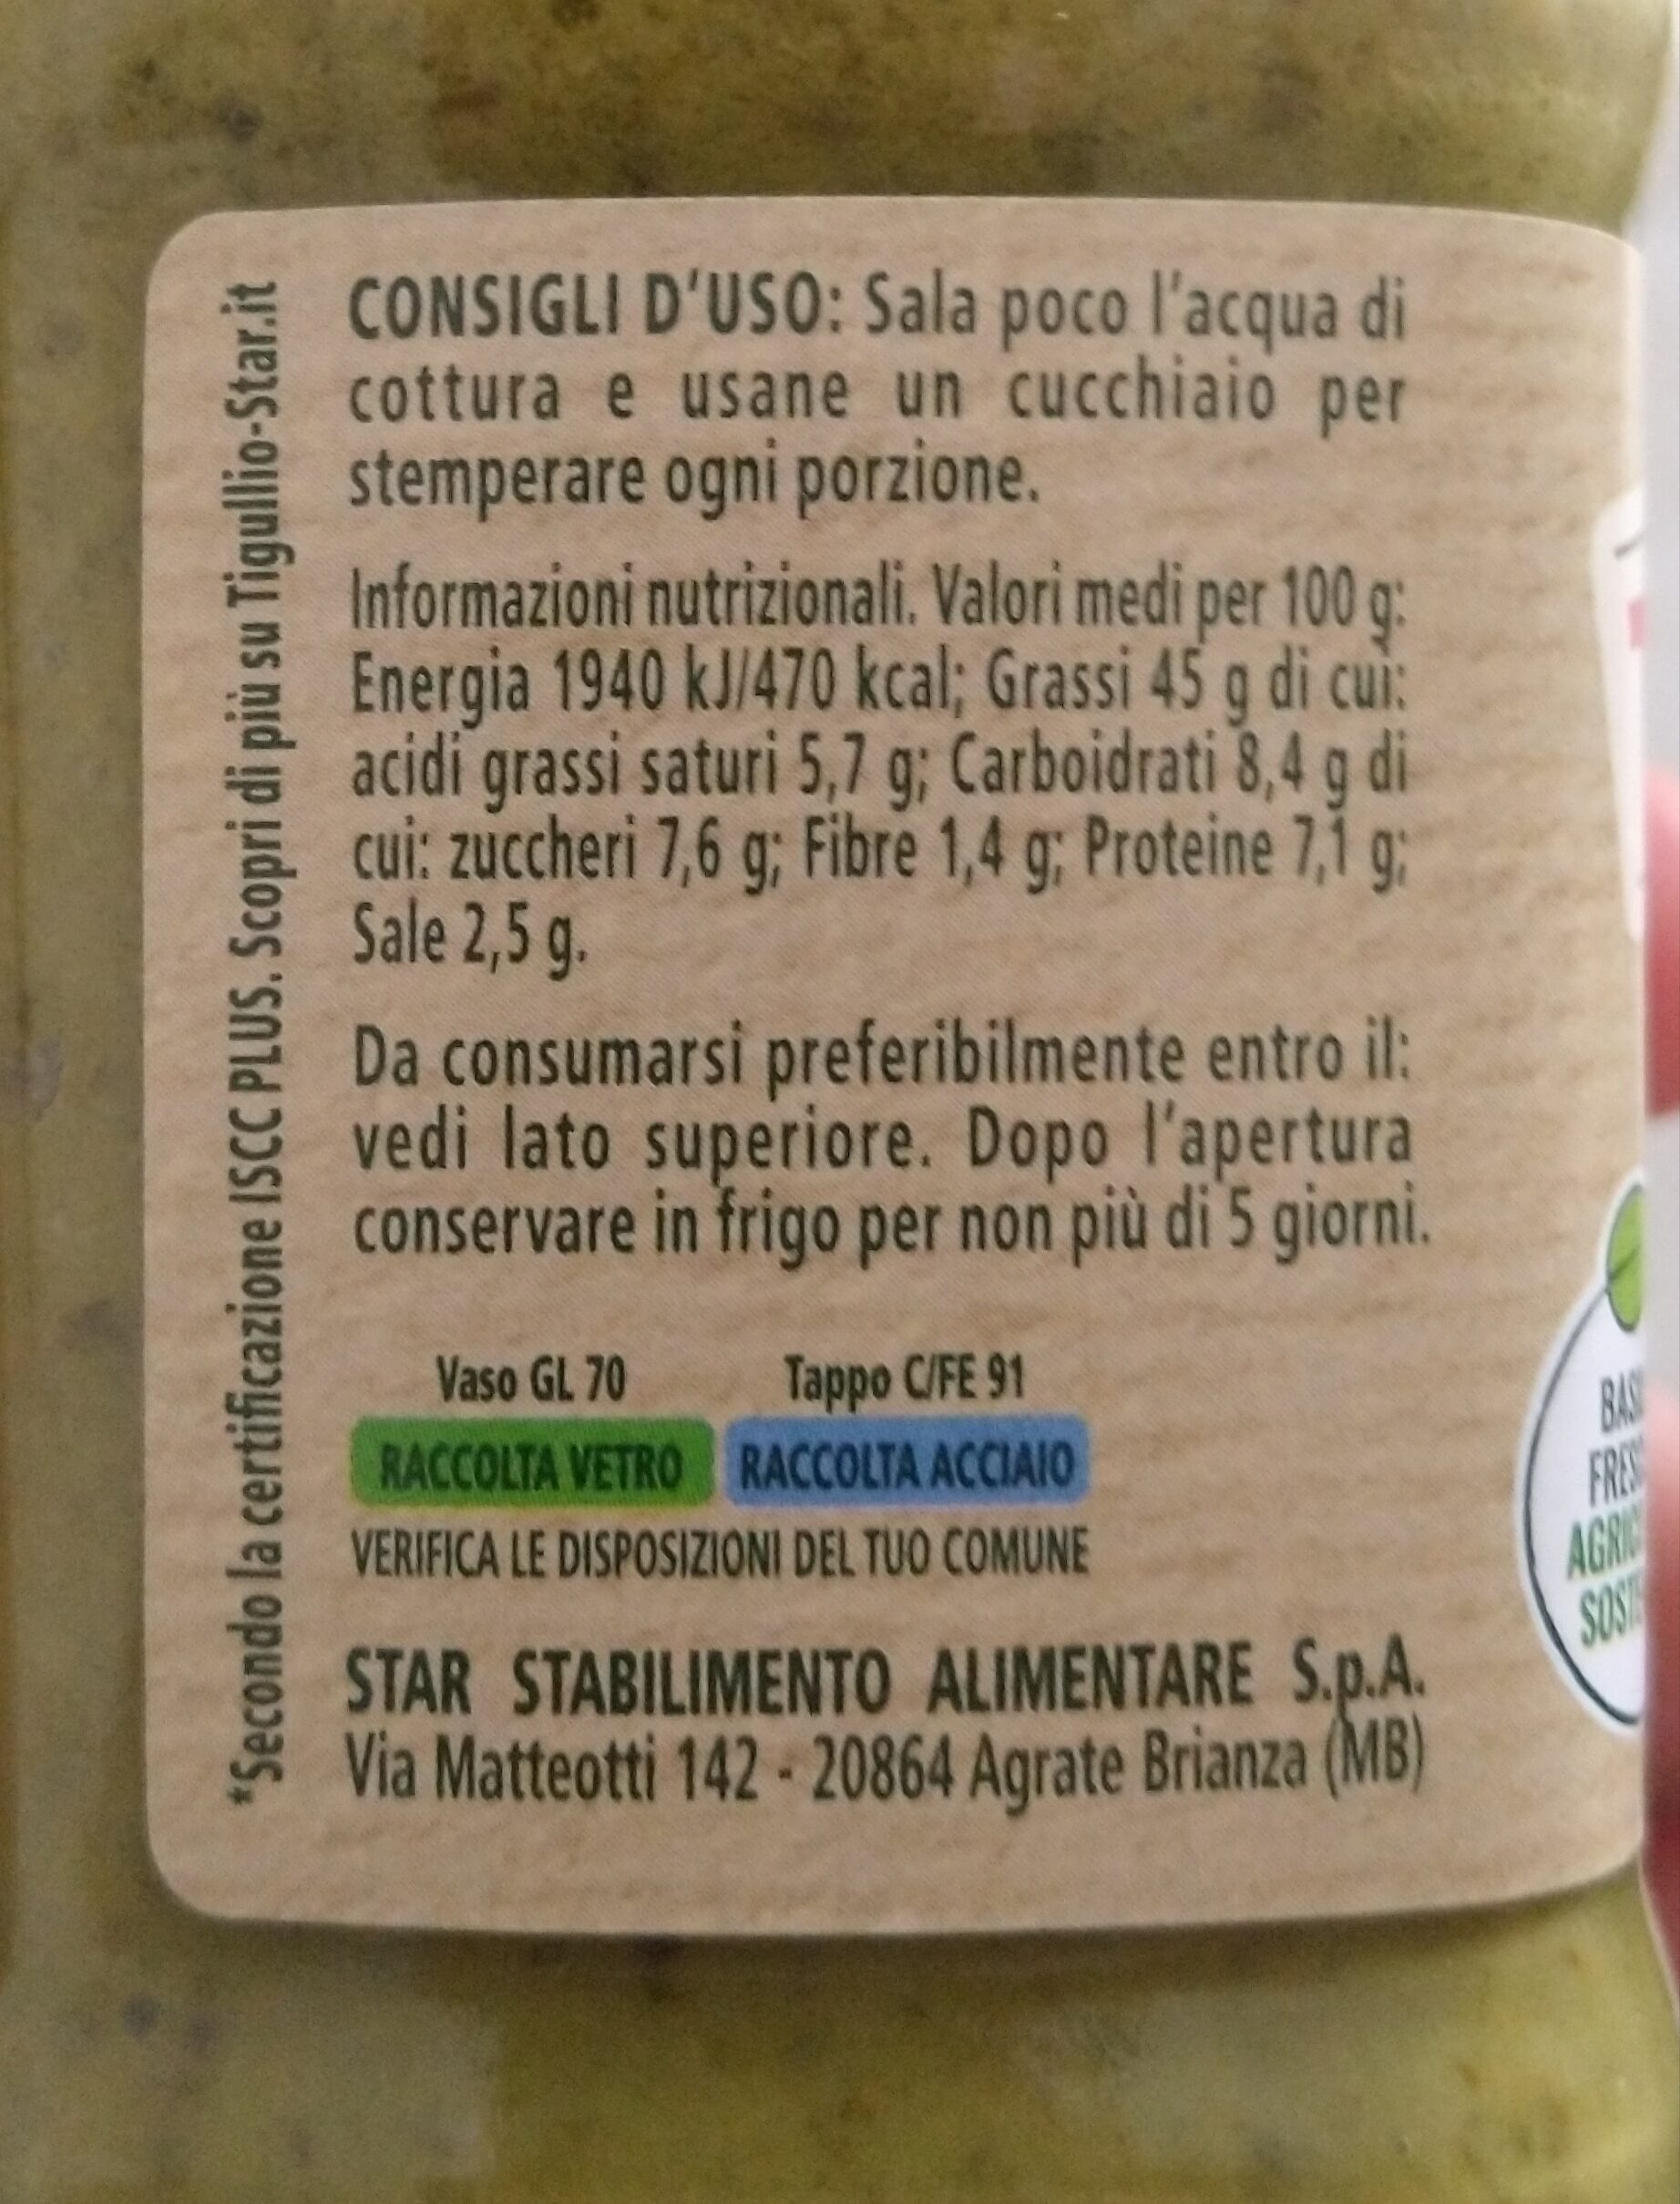 CONSIGLI D'USO: Sala poco l'acqua di
cottura e usane un cucchiaio per
stemperare ogni porzione.
Informazioni nutrizionali. Valori medi per 100 g:
Energia 1940 kJ/470 kcal; Grassi 45 g di cui:
acidi grassi saturi 5,7 g; Carboidrati 8,4 g di
cui: zuccheri 7,6 g; Fibre 1,4 g; Proteine 7,1 g;
Sale 2,5 g.
Da consumarsi preferibilmente entro il:
vedi lato superiore. Dopo l'apertura
conservare in frigo per non più di 5 giorni.
Vaso GL 70
Tappo C/FE 91
RACCOLTA VETRO
RACCOLTA ACCIAIO
VERIFICA LE DISPOSIZIONI DEL TUO COMUNE
STAR STABILIMENTO ALIMENTARE S.p.A.
Via Matteotti 142 - 20864 Agrate Brianza (MB)
*Secondo la certificazione ISCC PLUS. Scopri di più su Tigullio-Star.it